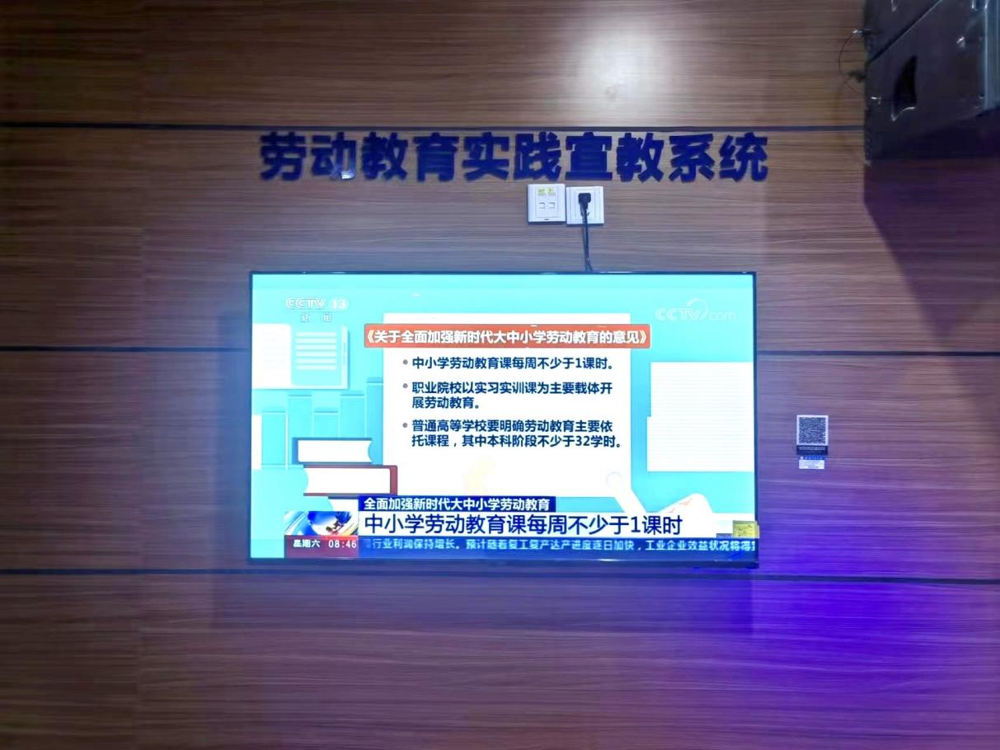 劳动教育实践宣教系统
CCTV 13
新闻
CCTV.com
《关于全面加强新时代大中小学劳动教育的意见》
• 中小学劳动教育课每周不少于1课时。
• 职业院校以实习实训课为主要载体开
展劳动教育。
• 普通高等学校要明确劳动教育主要依
托课程，其中本科阶段不少于32学时。
全面加强新时代大中小学劳动教育
中小学劳动教育课每周不少于1课时
星期六 08:46
行业利润保持增长。预计随着复工复产达产进度逐日加快，工业企业效益状况将得